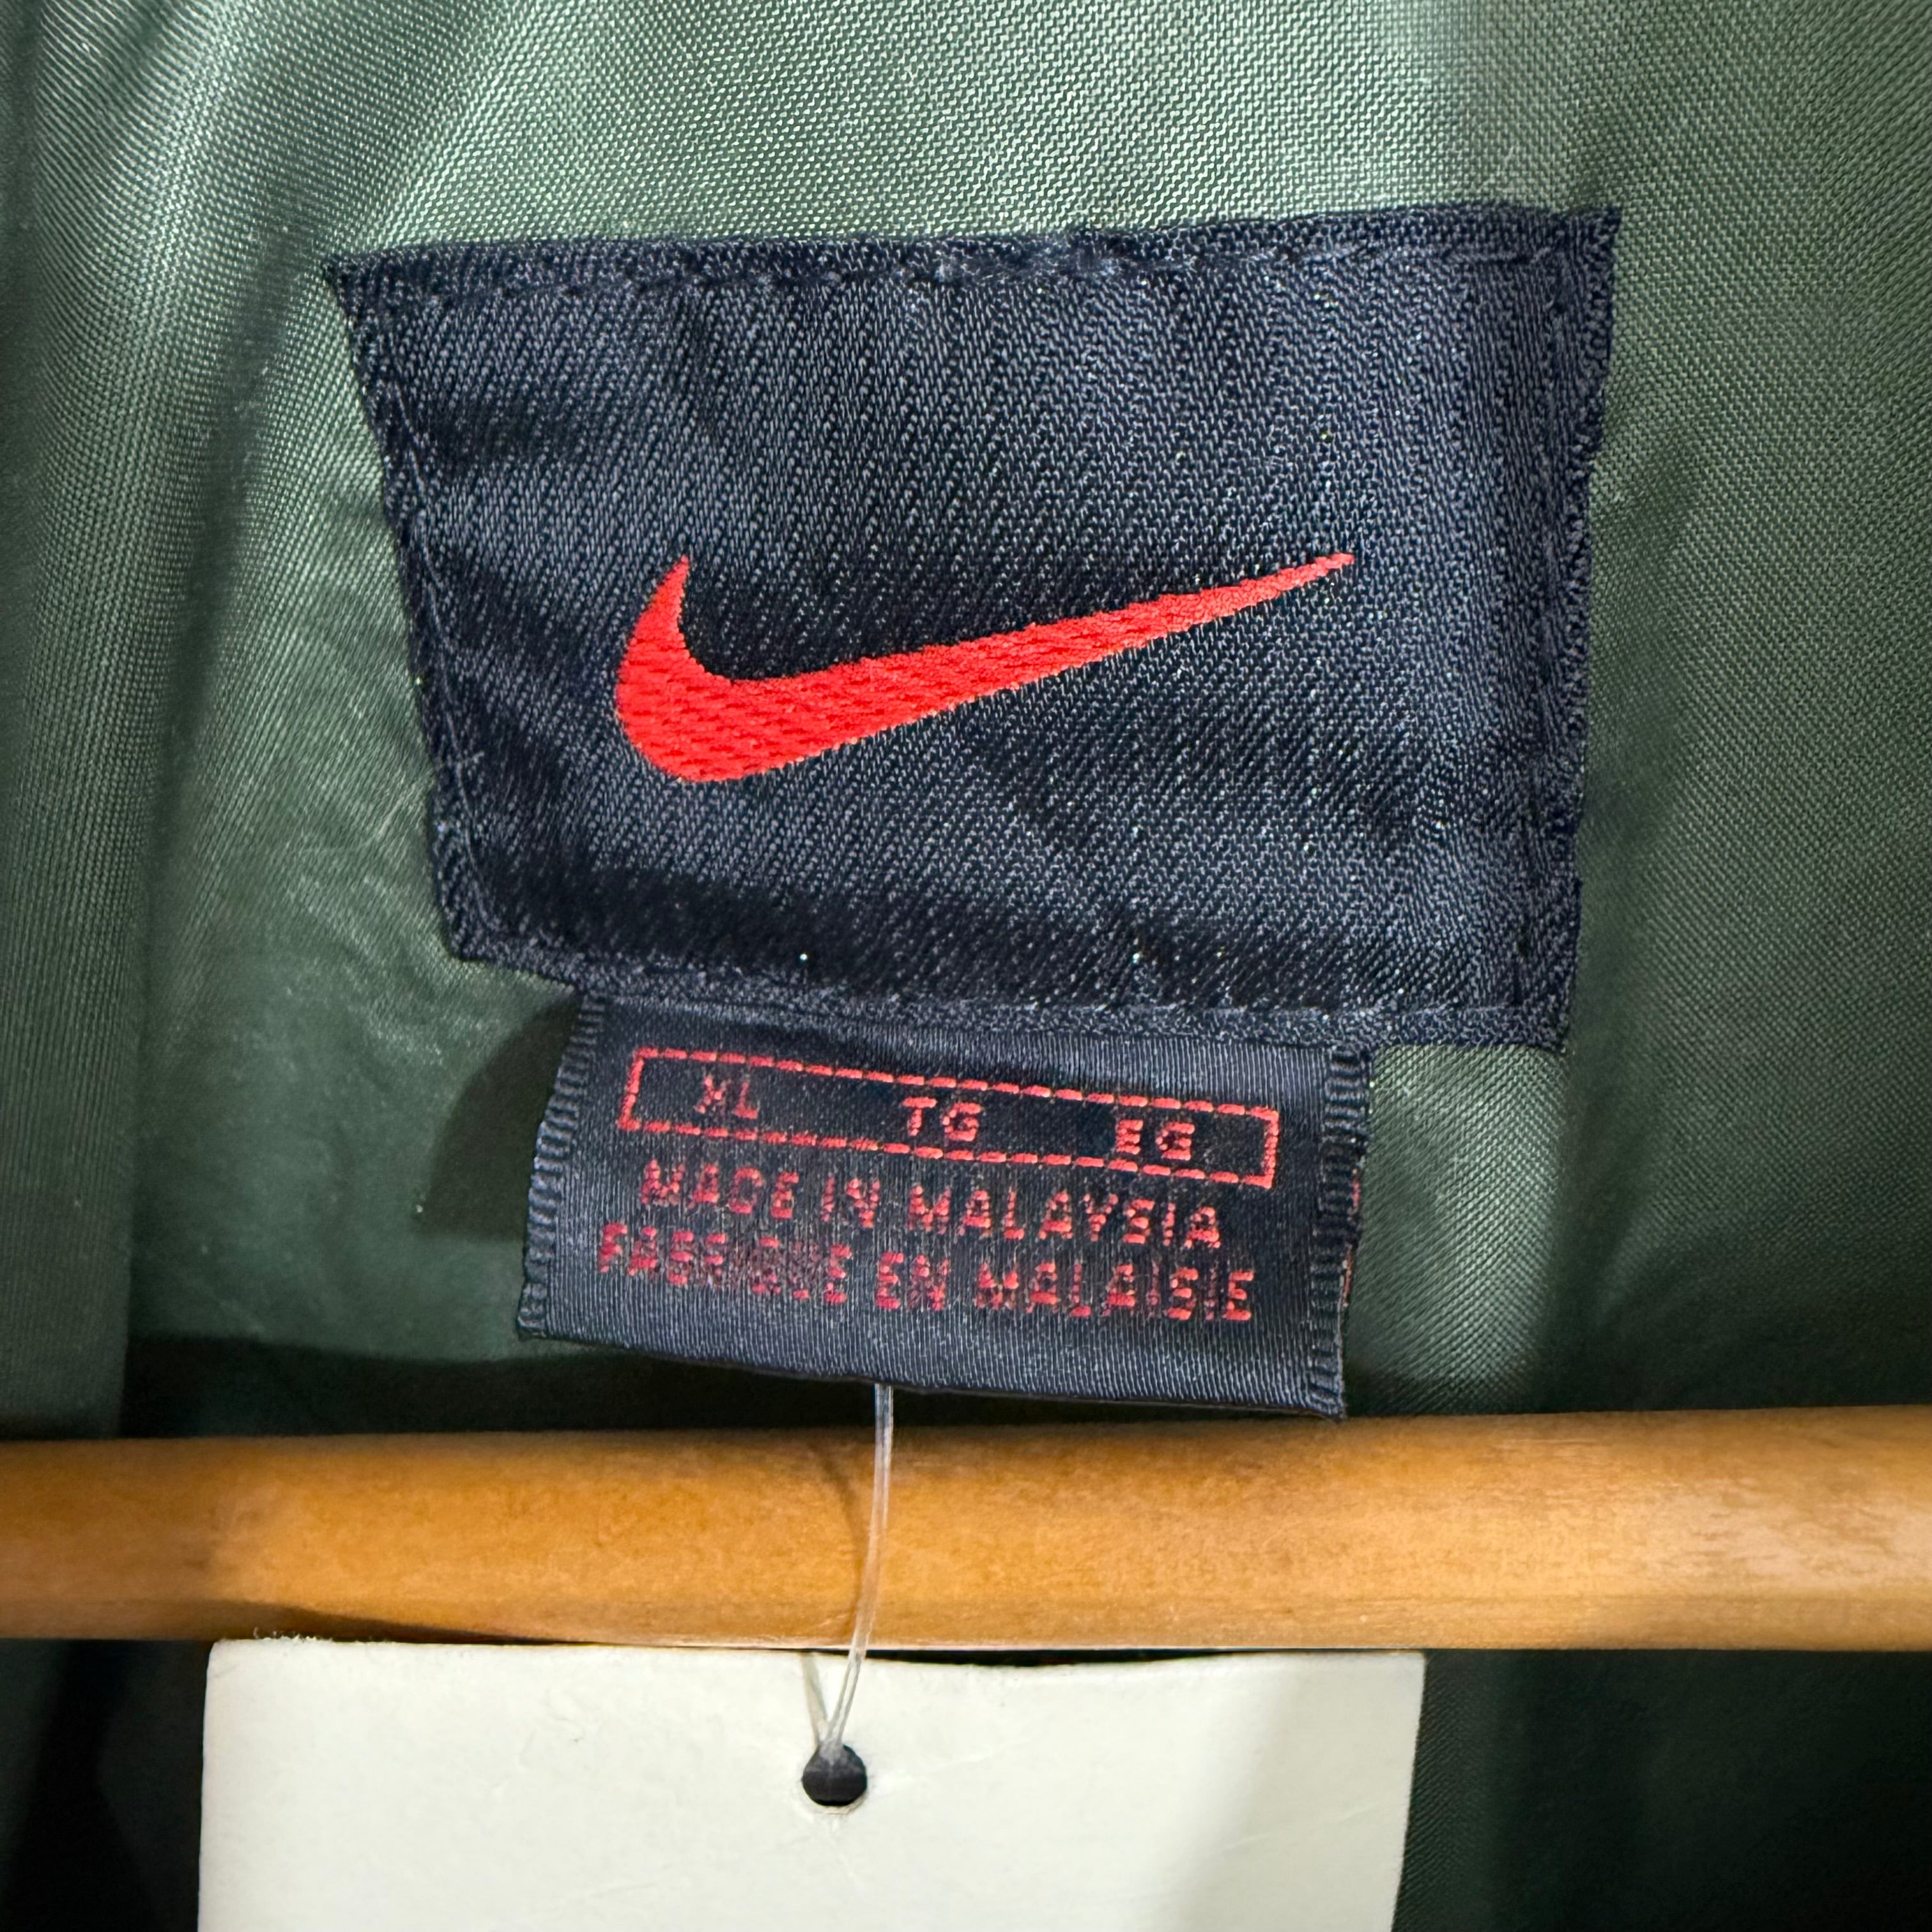 XL TG EG
MADE IN MALAYSIA
FABRIQUE EN MALAISIE